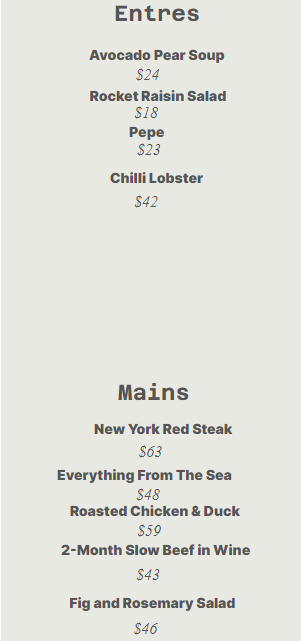 Entres
Avocado Pear Soup
$24
Rocket Raisin Salad
$18
Pepe
$23
Chilli Lobster
$42
Mains
New York Red Steak
$63
Everything From The Sea
$48
Roasted Chicken & Duck
$59
2-Month Slow Beef in Wine
$43
Fig and Rosemary Salad
$46